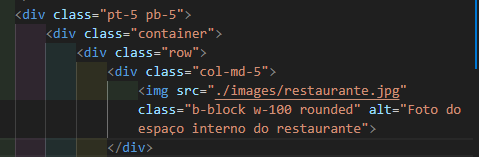 <div class="pt-5 pb-5">
<div class="container">
<div class="row">
<div class="col-md-5">
<img src="./images/restaurante.jpg"
class="b-block w-100 rounded" alt="Foto do
espaço interno do restaurante">
</div>